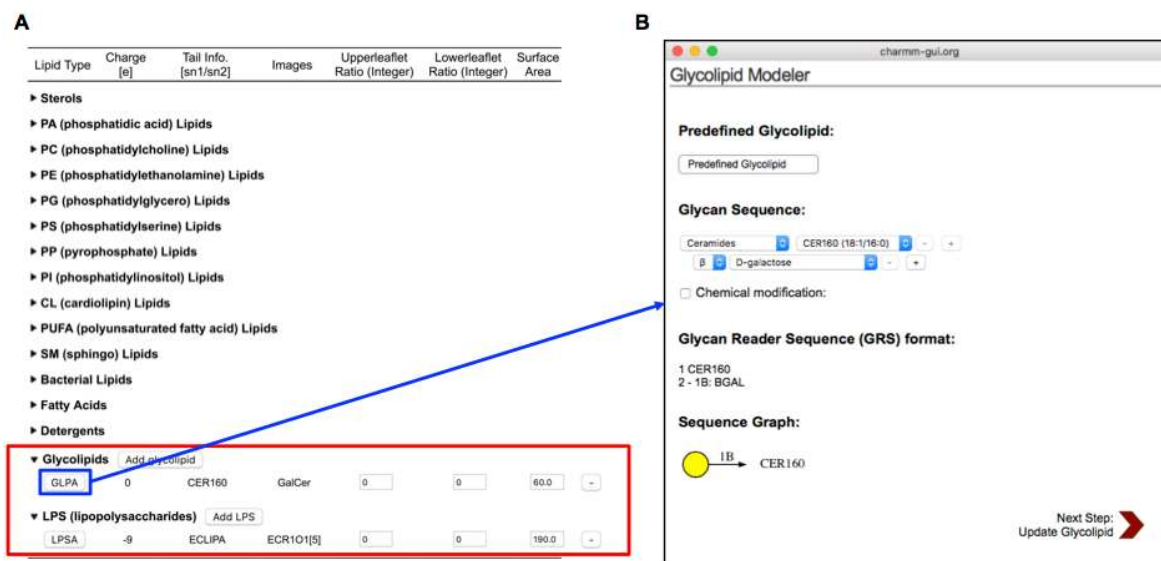 A
Lipid Type Charge [e] Tail Info. [sn1/sn2] Images Upperleaflet Ratio (Integer) Lowerleaflet Ratio (Integer) Surface Area
▸ Sterols
▸ PA (phosphatidic acid) Lipids
▸ PC (phosphatidylcholine) Lipids
▸ PE (phosphatidylethanolamine) Lipids
▸ PG (phosphatidylglycero) Lipids
▸ PS (phosphatidylserine) Lipids
▸ PP (pyrophosphate) Lipids
▸ PI (phosphatidylinositol) Lipids
▸ CL (cardiolipin) Lipids
▸ PUFA (polyunsaturated fatty acid) Lipids
▸ SM (sphingo) Lipids
▸ Bacterial Lipids
▸ Fatty Acids
▸ Detergents
▾ Glycolipids Add glycolipid
GLPA 0 CER160 GalCer 0 0 60.0 -
▾ LPS (lipopolysaccharides) Add LPS
LPSA -9 ECLIPA ECR1O1[5] 0 0 190.0 -
B
charmm-gui.org
Glycolipid Modeler
Predefined Glycolipid:
Predefined Glycolipid
Glycan Sequence:
Ceramides CER160 (18:1/16:0) - +
β D-galactose - +
Chemical modification:
Glycan Reader Sequence (GRS) format:
1 CER160
2 - 1B: BGAL
Sequence Graph:
1B CER160
Next Step:
Update Glycolipid